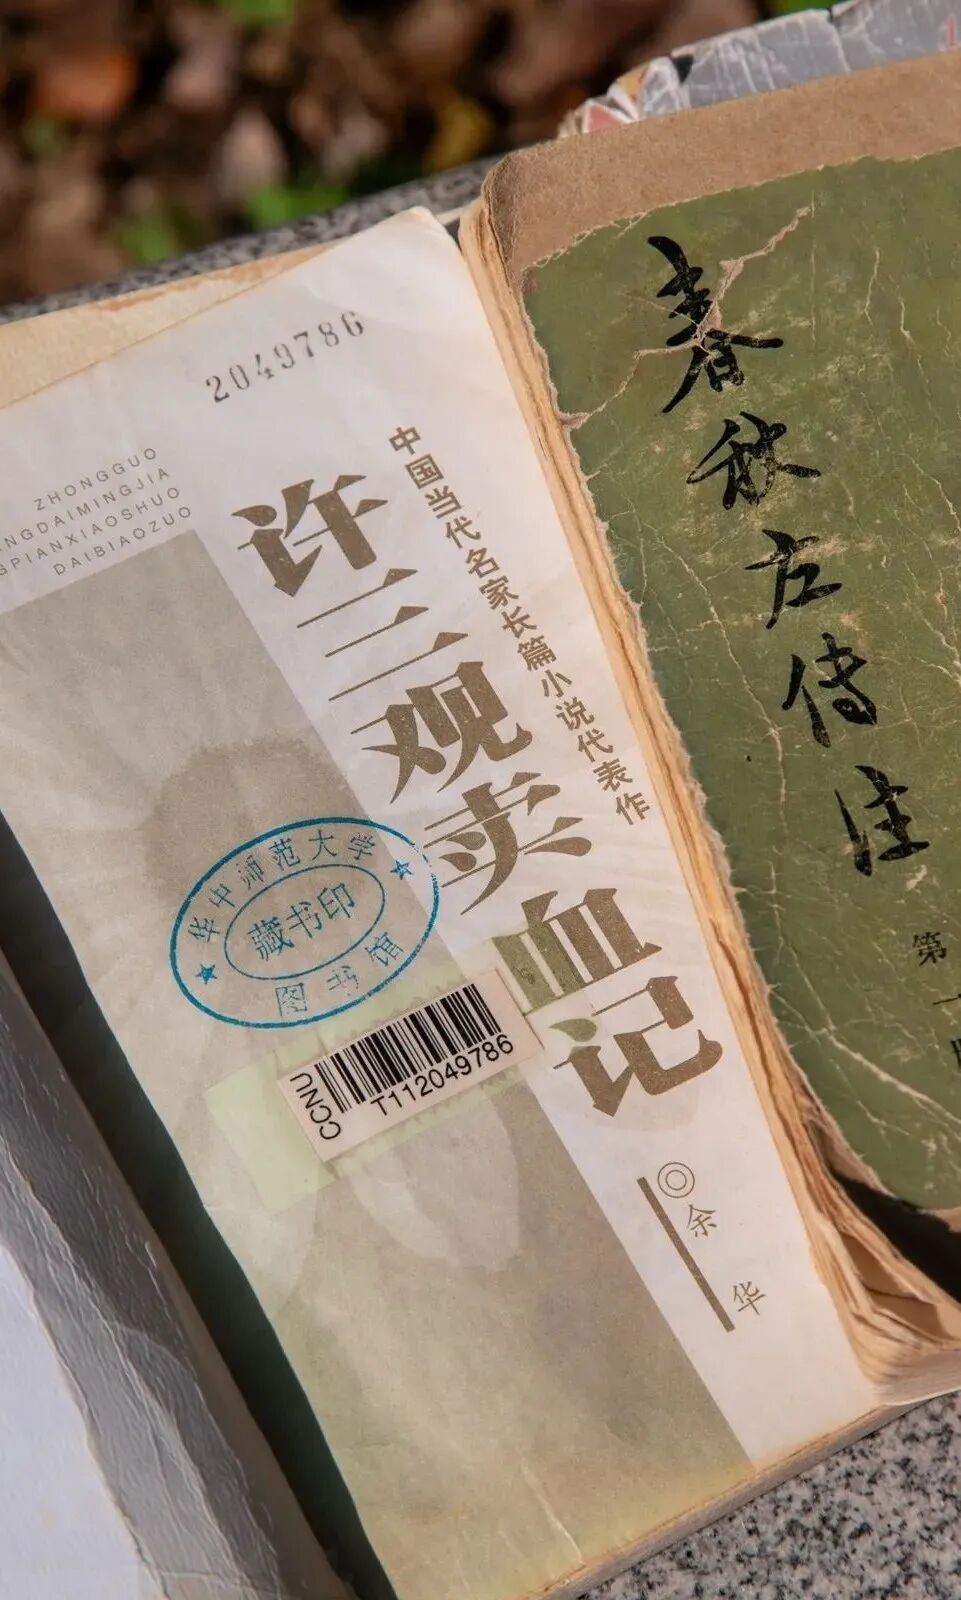 2049786
ZHONGGUO
NGDAIMINGJIA
GPIANXIAOSHUO
DAIBIAOZUO
中国当代名家长篇小说代表作
许三观卖血记
华中师范大学
藏书印
图书馆
CCNU
T112049786
◎余华
春秋左传注
第一
1